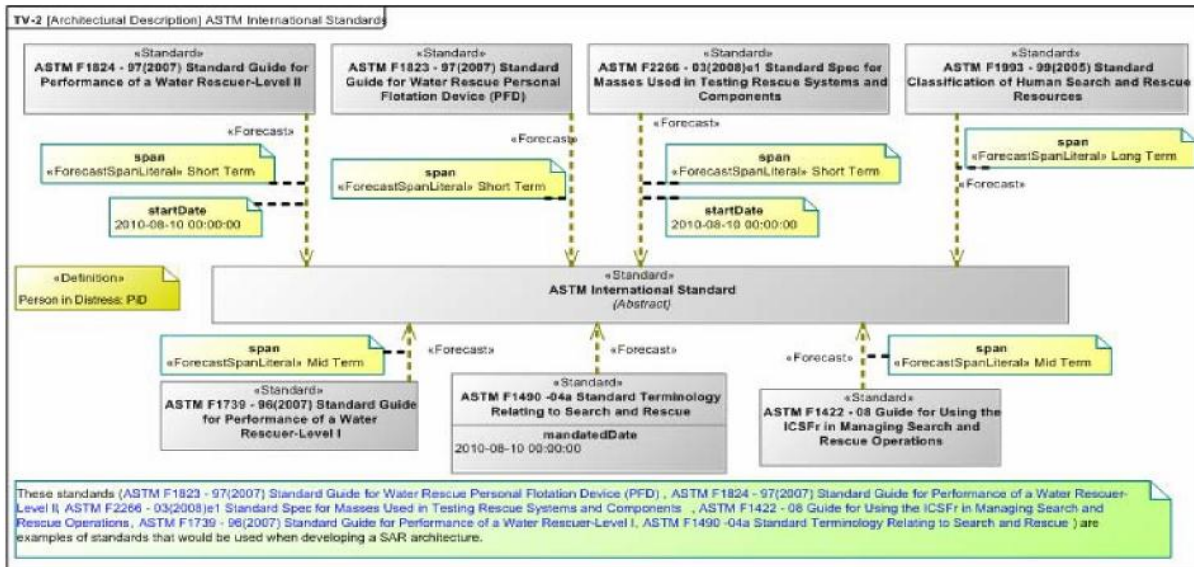 TV-2 [Architectural Description] ASTM International Standards
«Standard»
ASTM F1824 - 97(2007) Standard Guide for
Performance of a Water Rescuer-Level II
«Standard»
ASTM F1823 - 97(2007) Standard
Guide for Water Rescue Personal
Flotation Device (PFD)
«Standard»
ASTM F2266 - 03(2008)e1 Standard Spec for
Masses Used in Testing Rescue Systems and
Components
«Standard»
ASTM F1993 - 99(2005) Standard
Classification of Human Search and Rescue
Resources
«Forecast»
«Forecast»
«Forecast»
span
«ForecastSpanLiteral» Short Term
span
«ForecastSpanLiteral» Short Term
span
«ForecastSpanLiteral» Short Term
span
«ForecastSpanLiteral» Long Term
«Forecast»
startDate
2010-08-10 00:00:00
startDate
2010-08-10 00:00:00
«Definition»
Person in Distress: PiD
«Standard»
ASTM International Standard
(Abstract)
span
«ForecastSpanLiteral» Mid Term
«Forecast»
«Forecast»
«Forecast»
span
«ForecastSpanLiteral» Mid Term
«Standard»
ASTM F1739 - 96(2007) Standard Guide
for Performance of a Water
Rescuer-Level I
«Standard»
ASTM F1490 -04a Standard Terminology
Relating to Search and Rescue
mandatedDate
2010-08-10 00:00:00
«Standard»
ASTM F1422 - 08 Guide for Using the
ICSFr in Managing Search and
Rescue Operations
These standards (ASTM F1823 - 97(2007) Standard Guide for Water Rescue Personal Flotation Device (PFD) , ASTM F1824 - 97(2007) Standard Guide for Performance of a Water Rescuer-
Level II, ASTM F2266 - 03(2008)e1 Standard Spec for Masses Used in Testing Rescue Systems and Components , ASTM F1422 - 08 Guide for Using the ICSFr in Managing Search and
Rescue Operations, ASTM F1739 - 96(2007) Standard Guide for Performance of a Water Rescuer-Level I, ASTM F1490 -04a Standard Terminology Relating to Search and Rescue ) are
examples of standards that would be used when developing a SAR architecture.